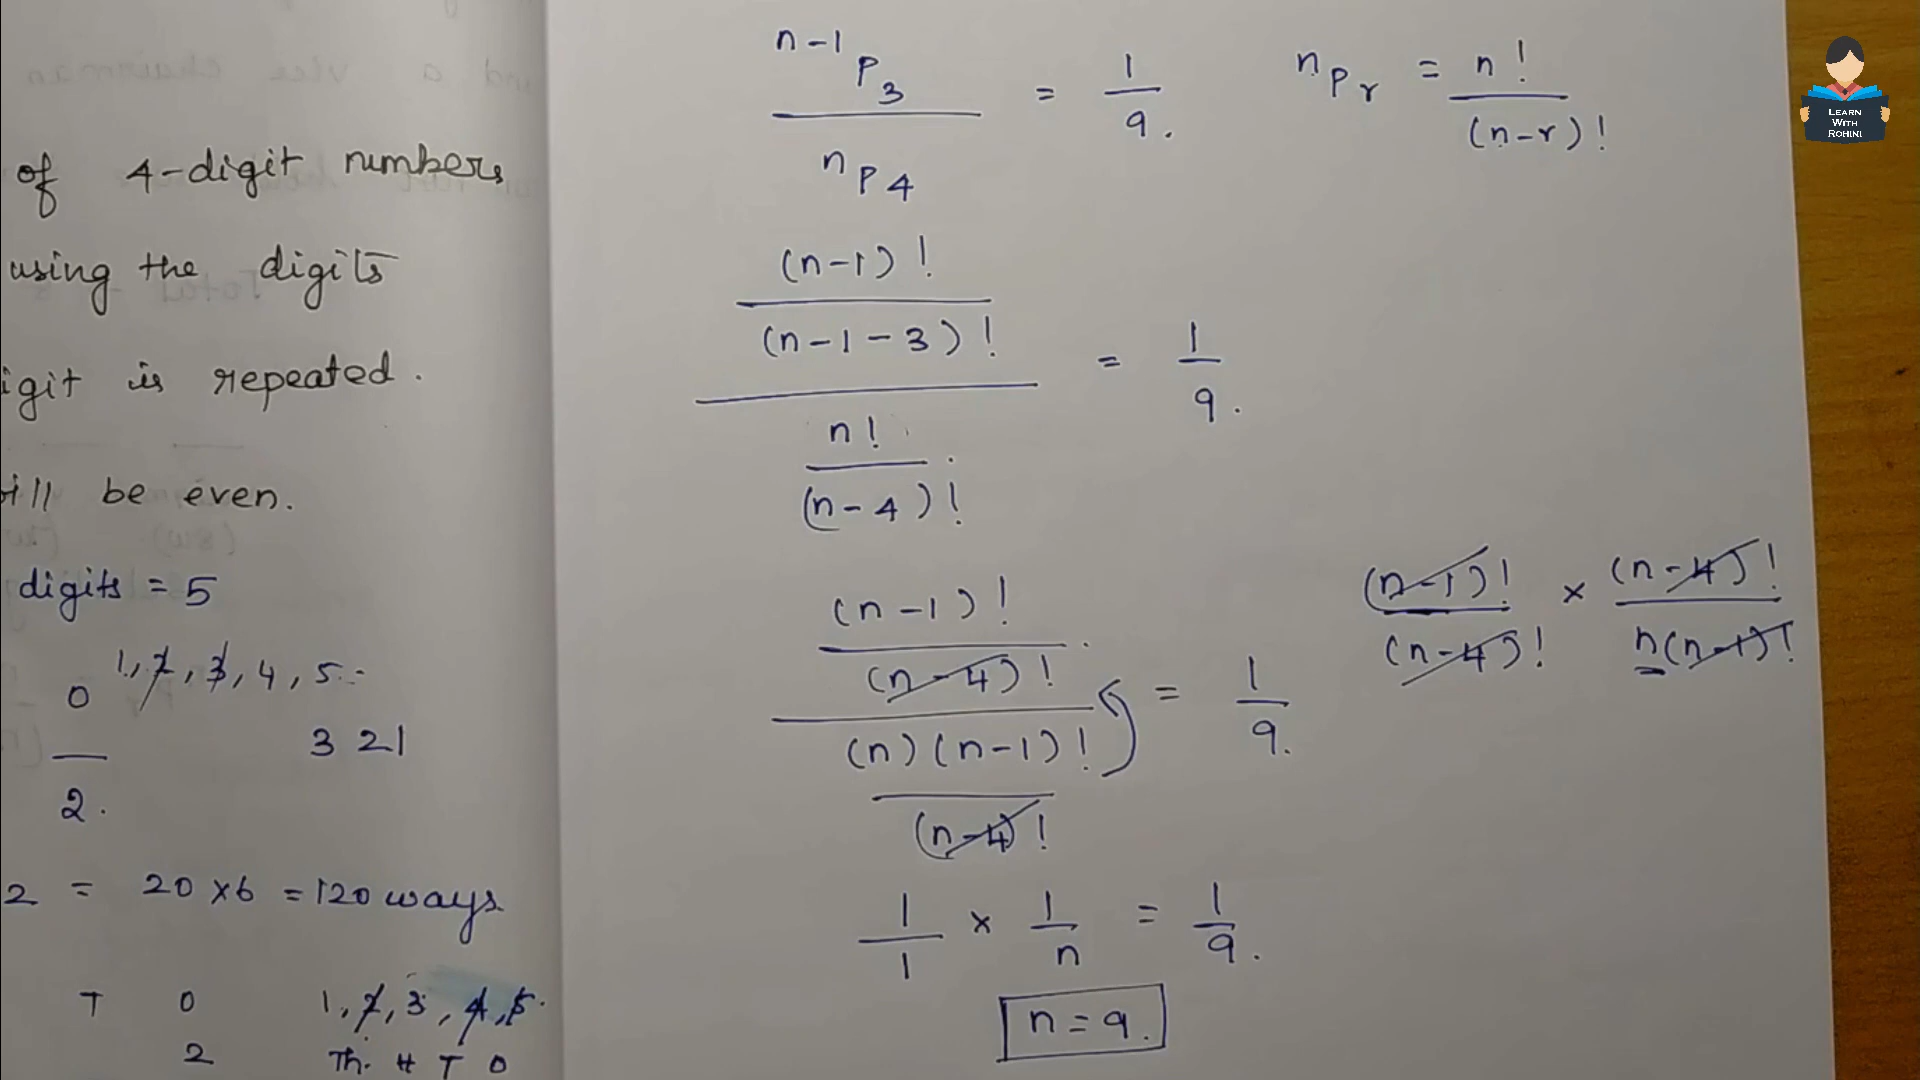 of 4-digit numbers
using the digits
igit is repeated.
ill be even.
digits = 5
0 1, 2, 3, 4, 5.
3 2 1
2.
2 = 20 × 6 = 120 ways
T 0 1, 2, 3, 4, 5.
2 Th. H T O
n-1P3 / nP4 = 1/9.
nPr = n! / (n-r)!
(n-1)! / (n-1-3)!
= 1/9.
n! / (n-4)!
(n-1)! / (n-4)!
= 1/9.
(n)(n-1)! / (n-4)!
(n-1)! / (n-4)! × (n-4)! / n(n-1)!
1/1 × 1/n = 1/9.
n = 9.
LEARN
WITH
ROHINI